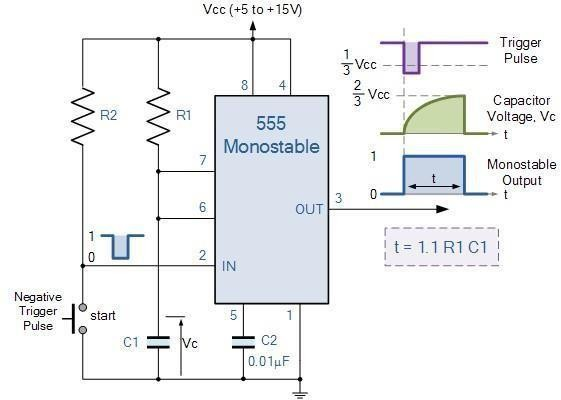 Vcc (+5 to +15V)
8
4
R2
R1
555
Monostable
7
6
2
IN
OUT
3
5
1
1
0
Negative
Trigger
Pulse
start
C1
Vc
C2
0.01µF
1/3 Vcc
Trigger
Pulse
2/3 Vcc
Capacitor
Voltage, Vc
t
1
0
t
Monostable
Output
t
t = 1.1 R1 C1